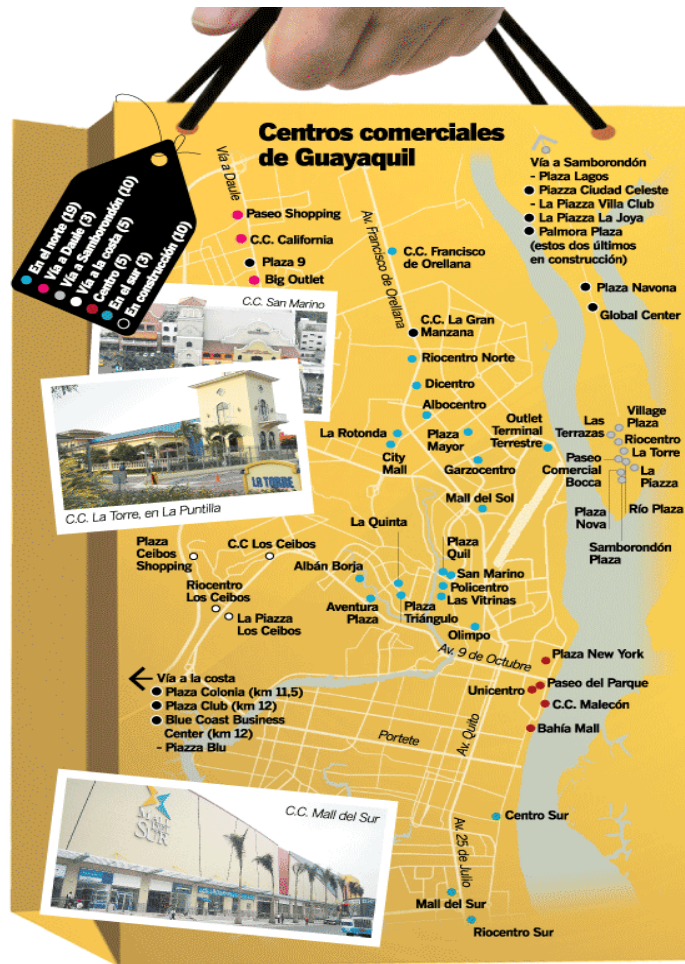 Centros comerciales
de Guayaquil
En el norte (19)
Vía a Daule (3)
Vía a Samborondón (10)
Vía a la costa (5)
Centro (5)
En el sur (3)
En construcción (10)
Vía a Daule
Paseo Shopping
C.C. California
Plaza 9
Big Outlet
Av. Francisco de Orellana
C.C. Francisco
de Orellana
C.C. La Gran
Manzana
Riocentro Norte
Dicentro
Albocentro
La Rotonda
City
Mall
Plaza
Mayor
Garzocentro
Outlet
Terminal
Terrestre
Mall del Sol
Vía a Samborondón
- Plaza Lagos
Piazza Ciudad Celeste
- La Piazza Villa Club
La Piazza La Joya
Palmora Plaza
(estos dos últimos
en construcción)
Plaza Navona
Global Center
Village
Plaza
Las
Terrazas
Riocentro
La Torre
Paseo
Comercial
Bocca
La
Piazza
Plaza
Nova
Río Plaza
Samborondón
Plaza
C.C. San Marino
LA TORRE
C.C. La Torre, en La Puntilla
Plaza
Ceibos
Shopping
C.C Los Ceibos
Riocentro
Los Ceibos
La Piazza
Los Ceibos
La Quinta
Albán Borja
Aventura
Plaza
Plaza
Triángulo
Plaza
Quil
San Marino
Policentro
Las Vitrinas
Olimpo
Av. 9 de Octubre
Plaza New York
Paseo del Parque
Unicentro
C.C. Malecón
Bahía Mall
Vía a la costa
Plaza Colonia (km 11,5)
Plaza Club (km 12)
Blue Coast Business
Center (km 12)
- Piazza Blu
Portete
Av. Quito
C.C. Mall del Sur
MALL DEL
SUR
Centro Sur
Av. 25 de Julio
Mall del Sur
Riocentro Sur